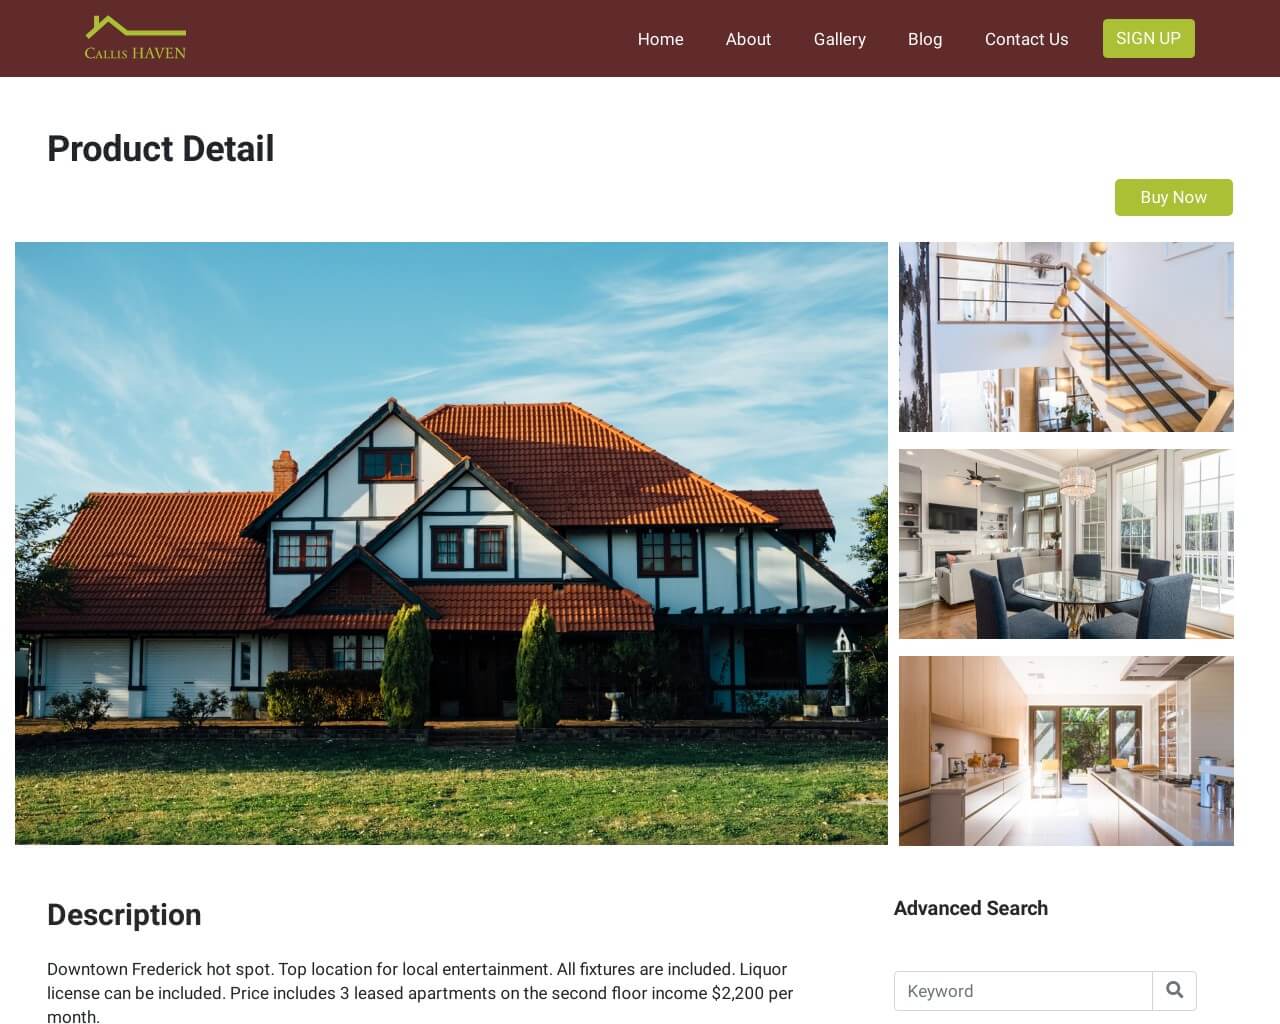 CALLIS HAVEN
Home About Gallery Blog Contact Us SIGN UP
Product Detail
Buy Now
Description
Downtown Frederick hot spot. Top location for local entertainment. All fixtures are included. Liquor
license can be included. Price includes 3 leased apartments on the second floor income $2,200 per
month.
Advanced Search
Keyword